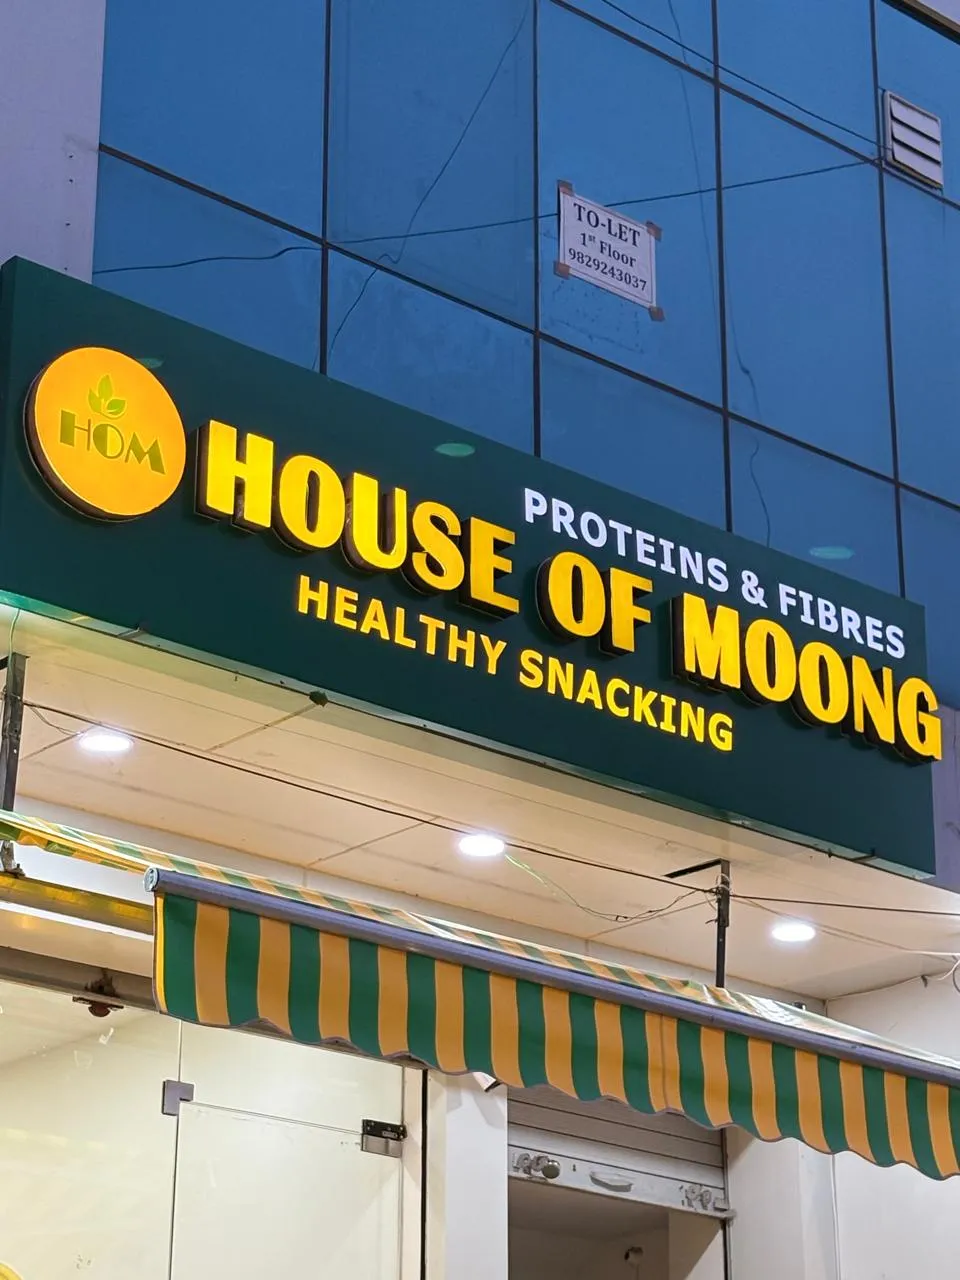 TO-LET
1st Floor
9829243037
HOM
PROTEINS & FIBRES
HOUSE OF MOONG
HEALTHY SNACKING